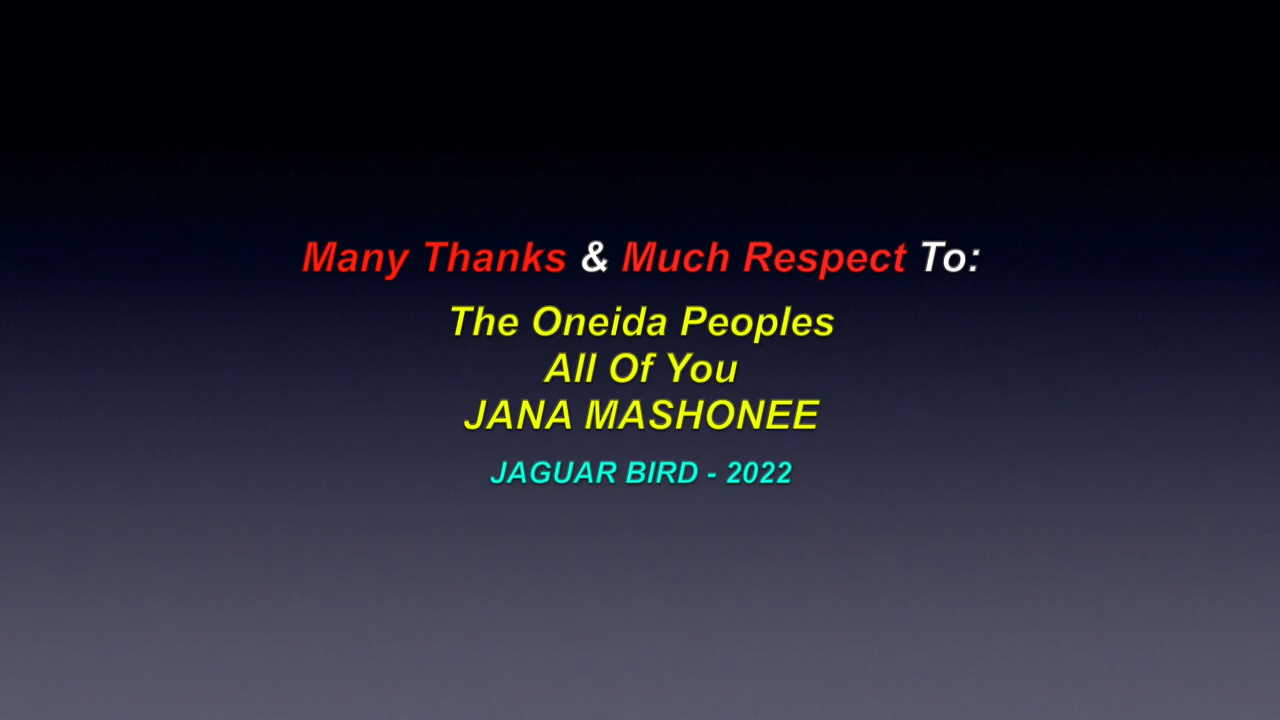 Many Thanks & Much Respect To:
The Oneida Peoples
All Of You
JANA MASHONEE
JAGUAR BIRD - 2022